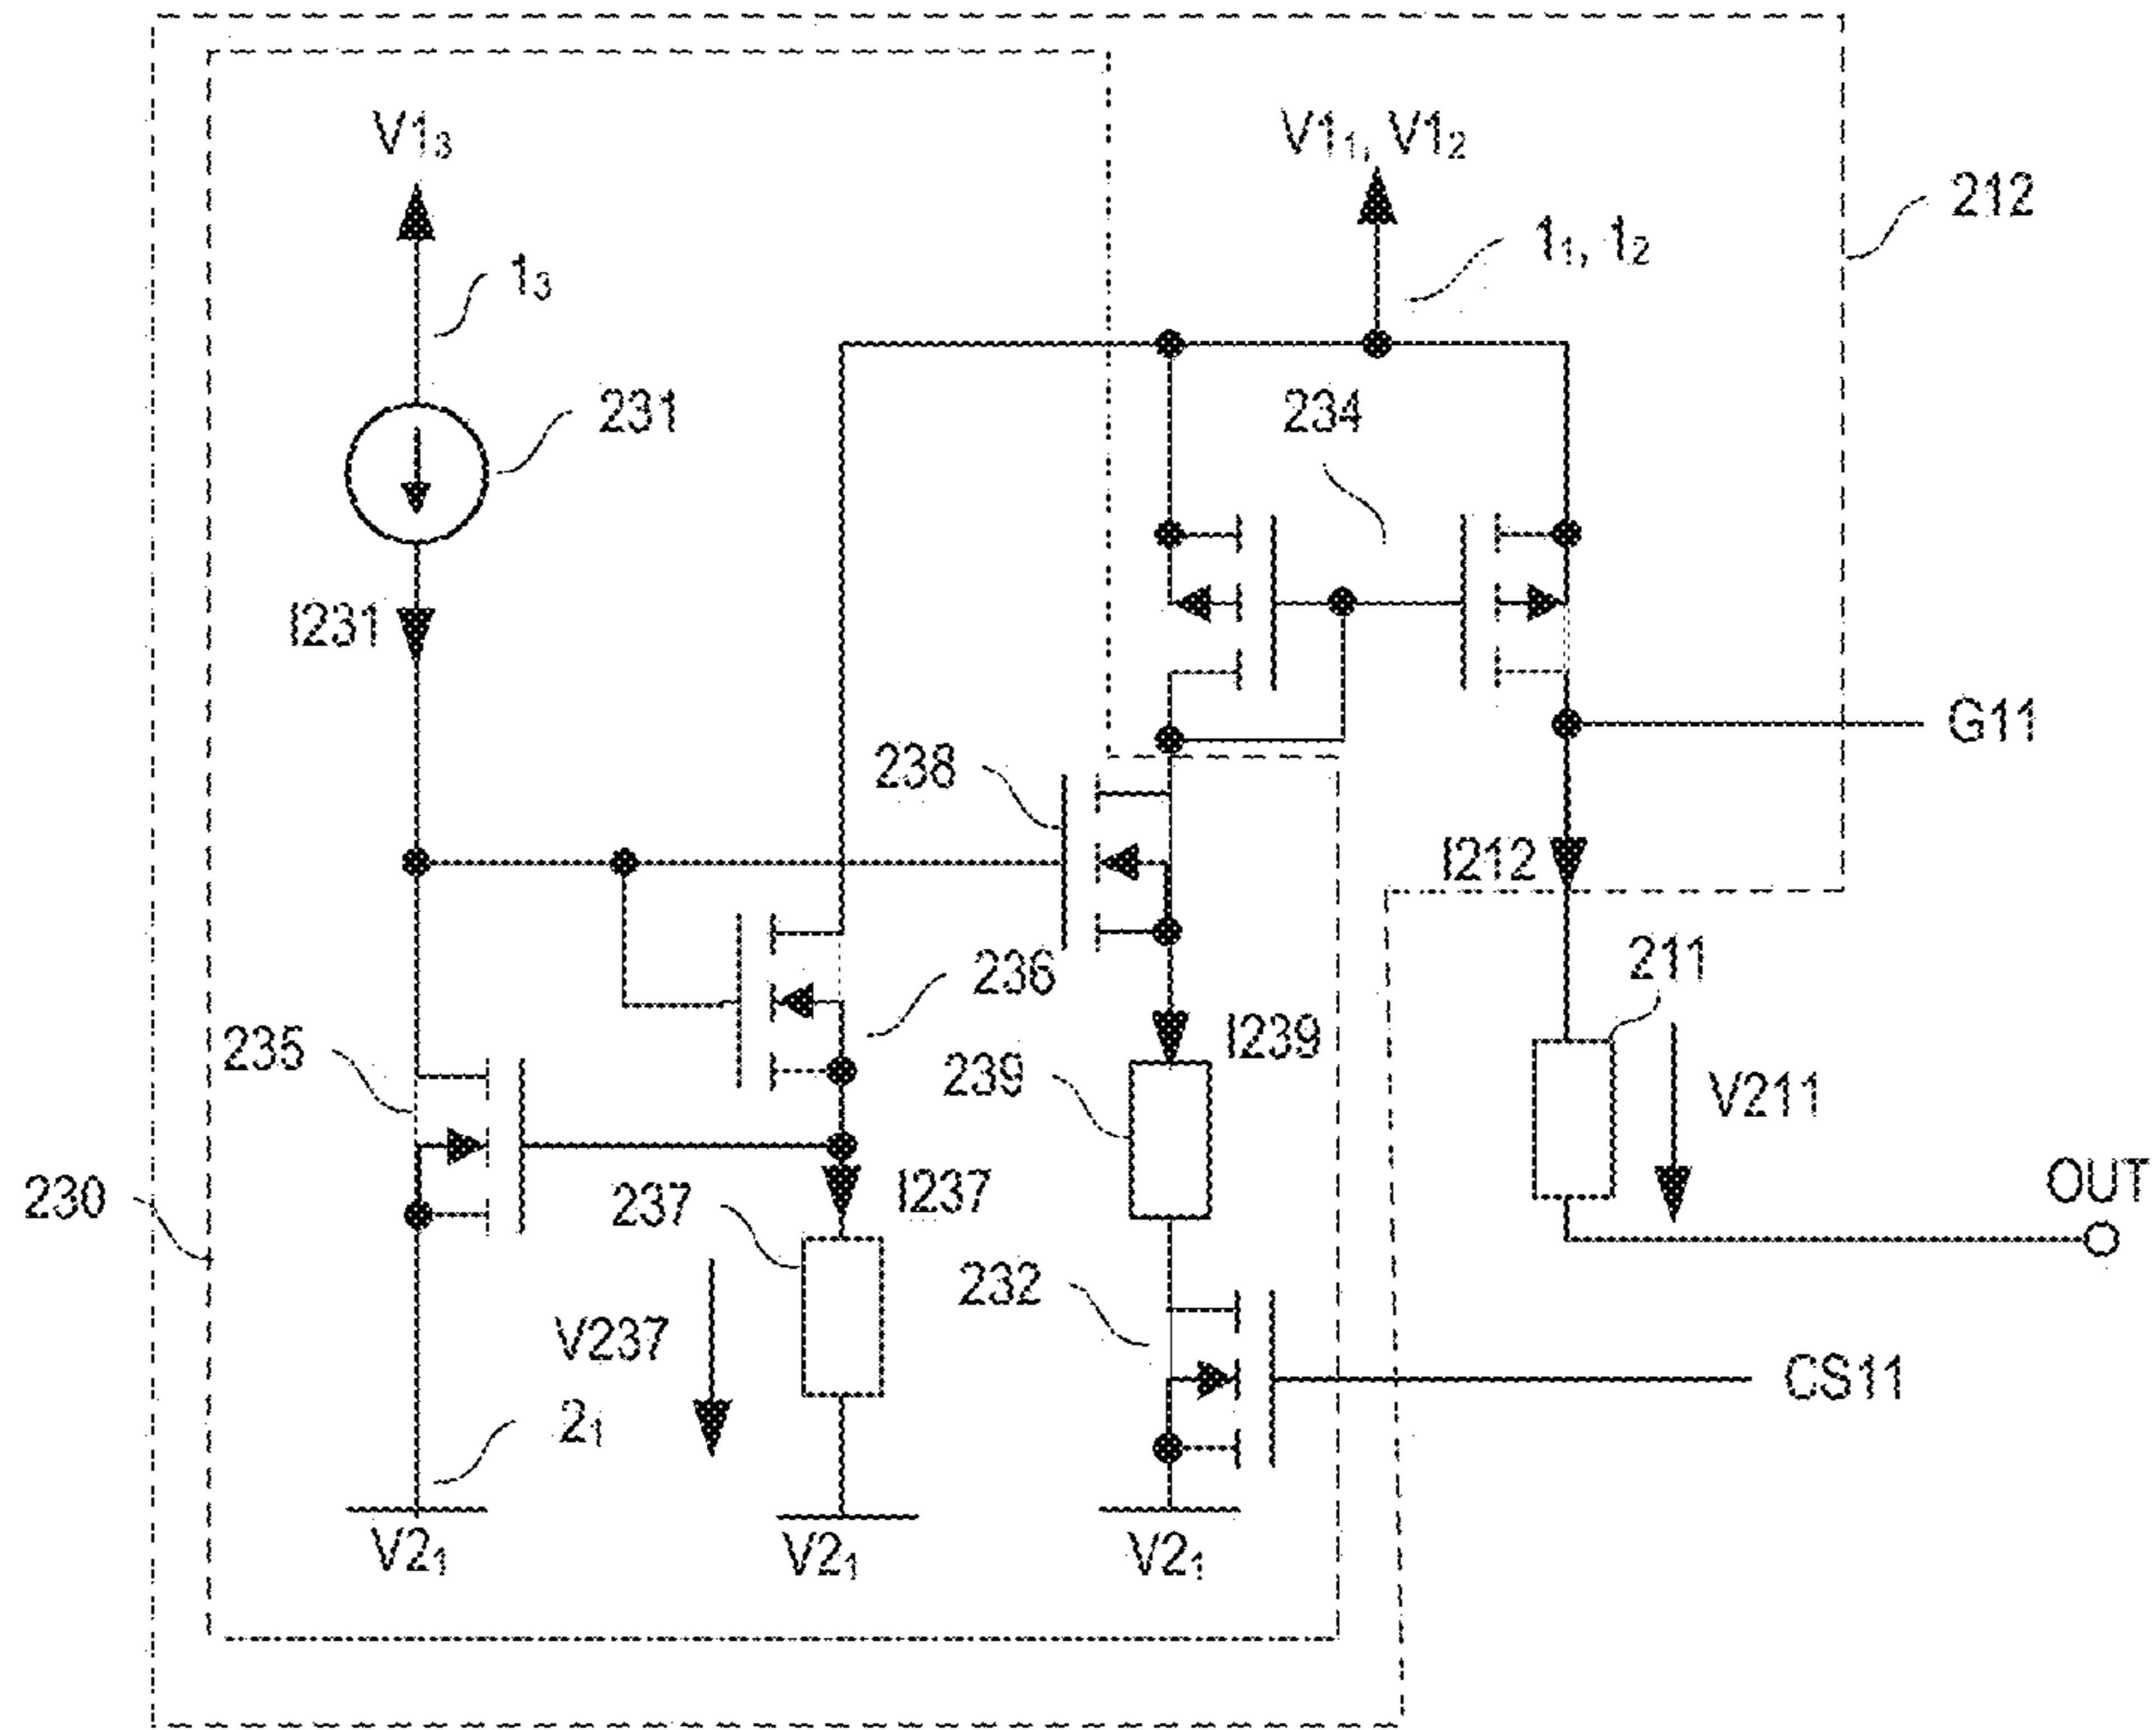 V1₃
V1₁, V1₂
212
1₁, 1₂
1₃
231
234
I231
G11
238
I212
236
211
235
I239
239
V211
I237
237
230
OUT
232
V237
CS11
2₁
V2₁
V2₁
V2₁